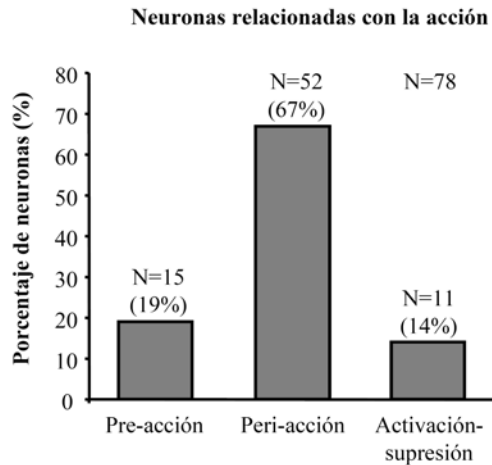 Neuronas relacionadas con la acción
Porcentaje de neuronas (%)
80
70
60
50
40
30
20
10
0
N=15
(19%)
N=52
(67%)
N=78
N=11
(14%)
Pre-acción
Peri-acción
Activación-
supresión